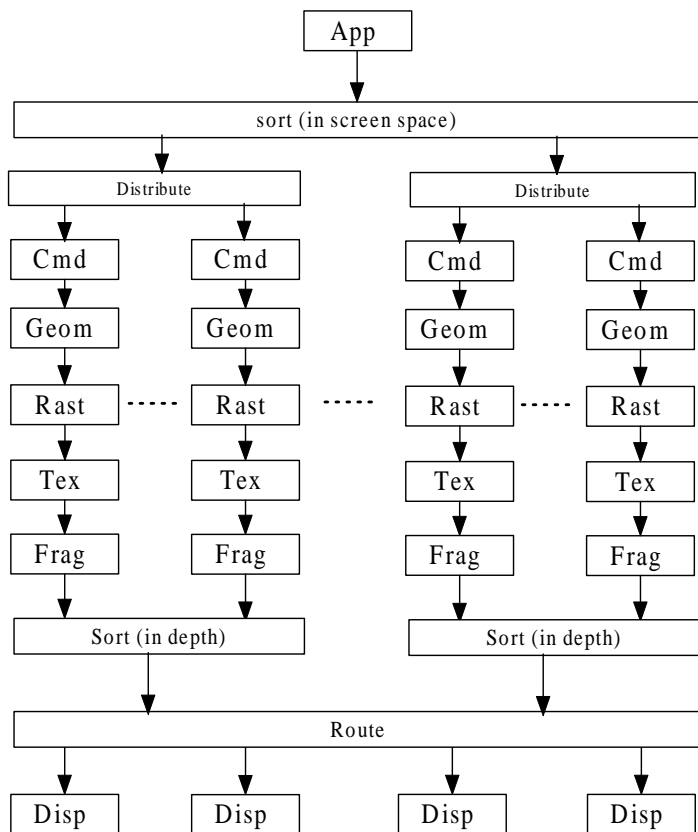 App
sort (in screen space)
Distribute Distribute
Cmd Cmd Cmd Cmd
Geom Geom Geom Geom
Rast Rast Rast Rast
Tex Tex Tex Tex
Frag Frag Frag Frag
Sort (in depth) Sort (in depth)
Route
Disp Disp Disp Disp